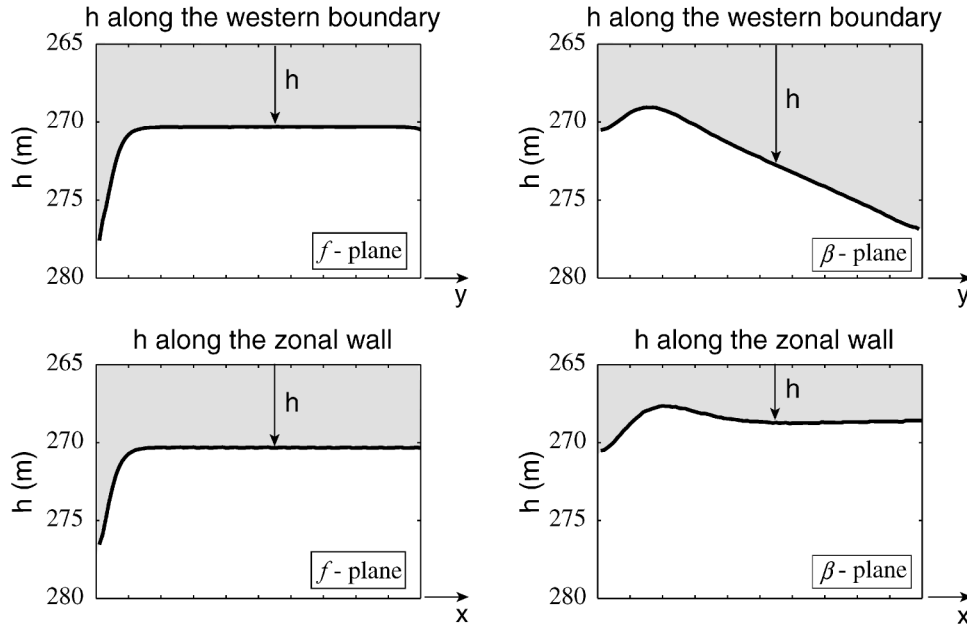 h along the western boundary
265
270
275
280
h (m)
h
f - plane
y
h along the western boundary
265
270
275
280
h (m)
h
β - plane
y
h along the zonal wall
265
270
275
280
h (m)
h
f - plane
x
h along the zonal wall
265
270
275
280
h (m)
h
β - plane
x